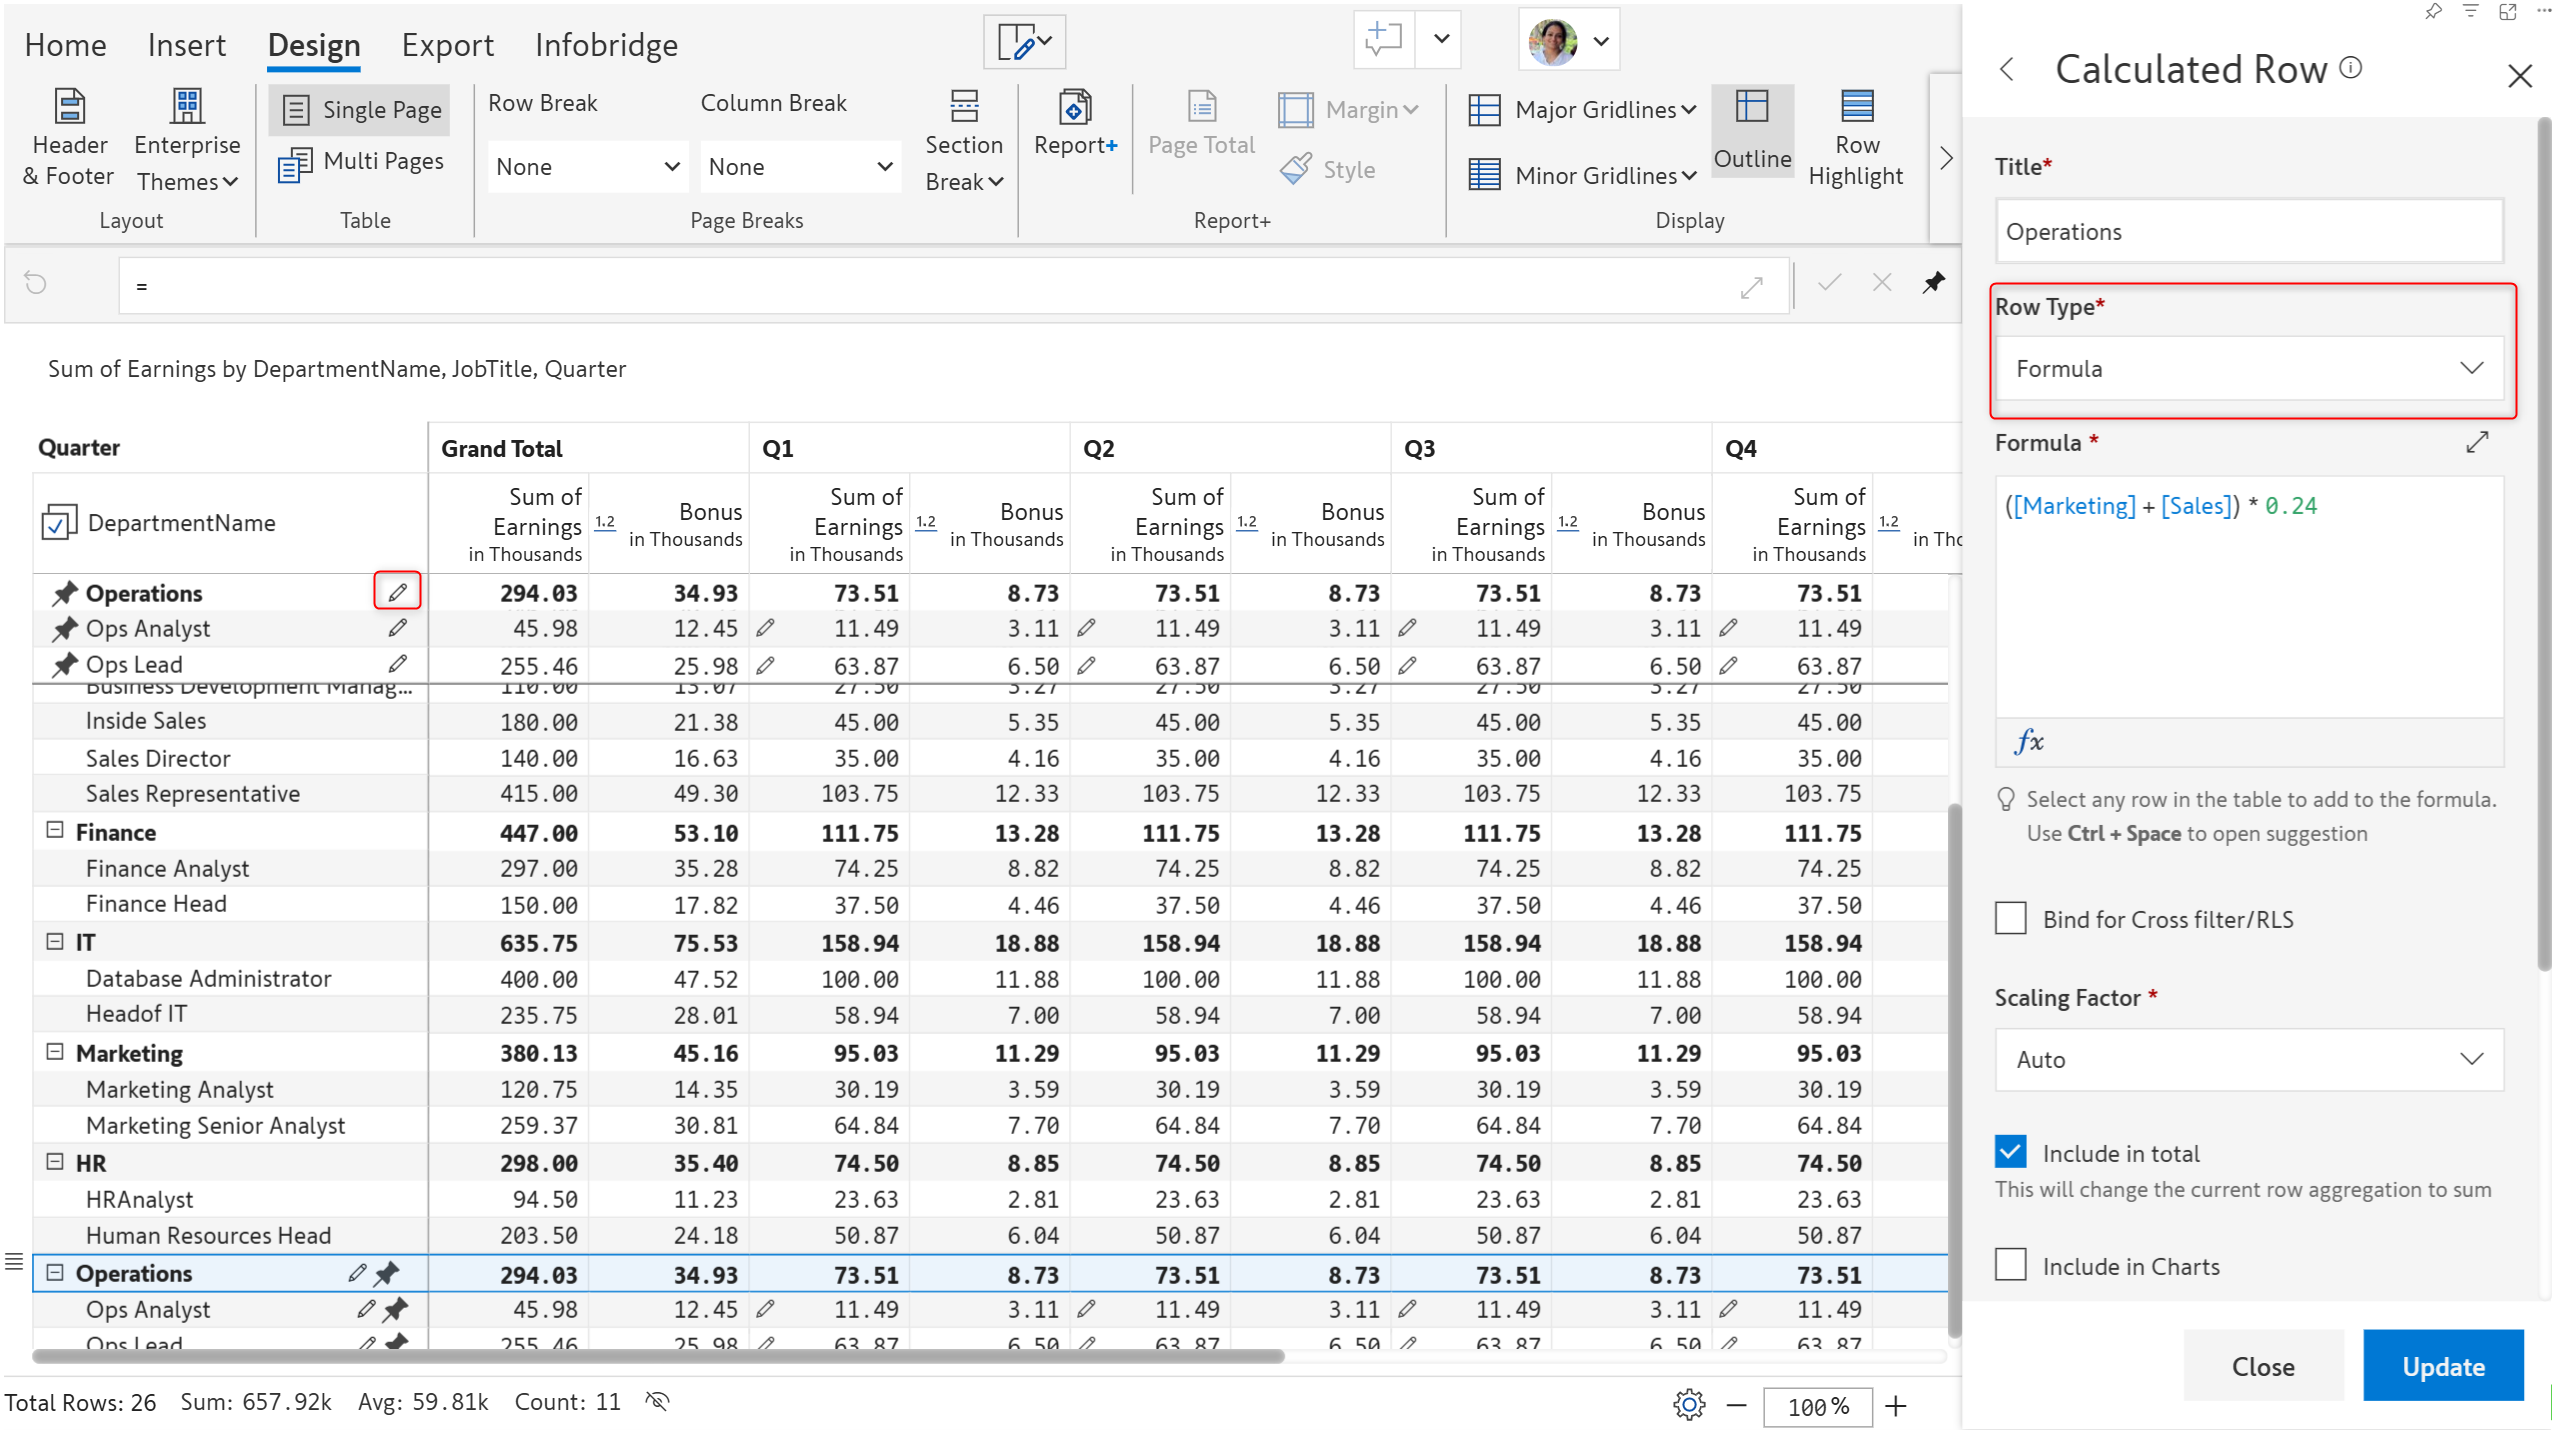 Home Insert Design Export Infobridge
Header & Footer
Enterprise Themes
Layout
Single Page
Multi Pages
Table
Row Break
None
Column Break
None
Section Break
Page Breaks
Report+
Page Total
Margin
Style
Report+
Major Gridlines
Minor Gridlines
Outline
Row Highlight
Display
=
Sum of Earnings by DepartmentName, JobTitle, Quarter
Quarter Grand Total Q1 Q2 Q3 Q4
DepartmentName Sum of Earnings in Thousands 1.2 Bonus in Thousands Sum of Earnings in Thousands 1.2 Bonus in Thousands Sum of Earnings in Thousands 1.2 Bonus in Thousands Sum of Earnings in Thousands 1.2 Bonus in Thousands Sum of Earnings in Thousands 1.2 in Tho
Operations 294.03 34.93 73.51 8.73 73.51 8.73 73.51 8.73 73.51
Ops Analyst 45.98 12.45 11.49 3.11 11.49 3.11 11.49 3.11 11.49
Ops Lead 255.46 25.98 63.87 6.50 63.87 6.50 63.87 6.50 63.87
Business Development Manag... 110.00 13.07 27.50 3.27 27.50 3.27 27.50 3.27 27.50
Inside Sales 180.00 21.38 45.00 5.35 45.00 5.35 45.00 5.35 45.00
Sales Director 140.00 16.63 35.00 4.16 35.00 4.16 35.00 4.16 35.00
Sales Representative 415.00 49.30 103.75 12.33 103.75 12.33 103.75 12.33 103.75
Finance 447.00 53.10 111.75 13.28 111.75 13.28 111.75 13.28 111.75
Finance Analyst 297.00 35.28 74.25 8.82 74.25 8.82 74.25 8.82 74.25
Finance Head 150.00 17.82 37.50 4.46 37.50 4.46 37.50 4.46 37.50
IT 635.75 75.53 158.94 18.88 158.94 18.88 158.94 18.88 158.94
Database Administrator 400.00 47.52 100.00 11.88 100.00 11.88 100.00 11.88 100.00
Headof IT 235.75 28.01 58.94 7.00 58.94 7.00 58.94 7.00 58.94
Marketing 380.13 45.16 95.03 11.29 95.03 11.29 95.03 11.29 95.03
Marketing Analyst 120.75 14.35 30.19 3.59 30.19 3.59 30.19 3.59 30.19
Marketing Senior Analyst 259.37 30.81 64.84 7.70 64.84 7.70 64.84 7.70 64.84
HR 298.00 35.40 74.50 8.85 74.50 8.85 74.50 8.85 74.50
HRAnalyst 94.50 11.23 23.63 2.81 23.63 2.81 23.63 2.81 23.63
Human Resources Head 203.50 24.18 50.87 6.04 50.87 6.04 50.87 6.04 50.87
Operations 294.03 34.93 73.51 8.73 73.51 8.73 73.51 8.73 73.51
Ops Analyst 45.98 12.45 11.49 3.11 11.49 3.11 11.49 3.11 11.49
Ops Lead 255.46 25.98 63.87 6.50 63.87 6.50 63.87 6.50 63.87
Total Rows: 26 Sum: 657.92k Avg: 59.81k Count: 11
100%
Calculated Row
Title*
Operations
Row Type*
Formula
Formula *
([Marketing] + [Sales]) * 0.24
fx
Select any row in the table to add to the formula.
Use Ctrl + Space to open suggestion
Bind for Cross filter/RLS
Scaling Factor *
Auto
Include in total
This will change the current row aggregation to sum
Include in Charts
Close
Update